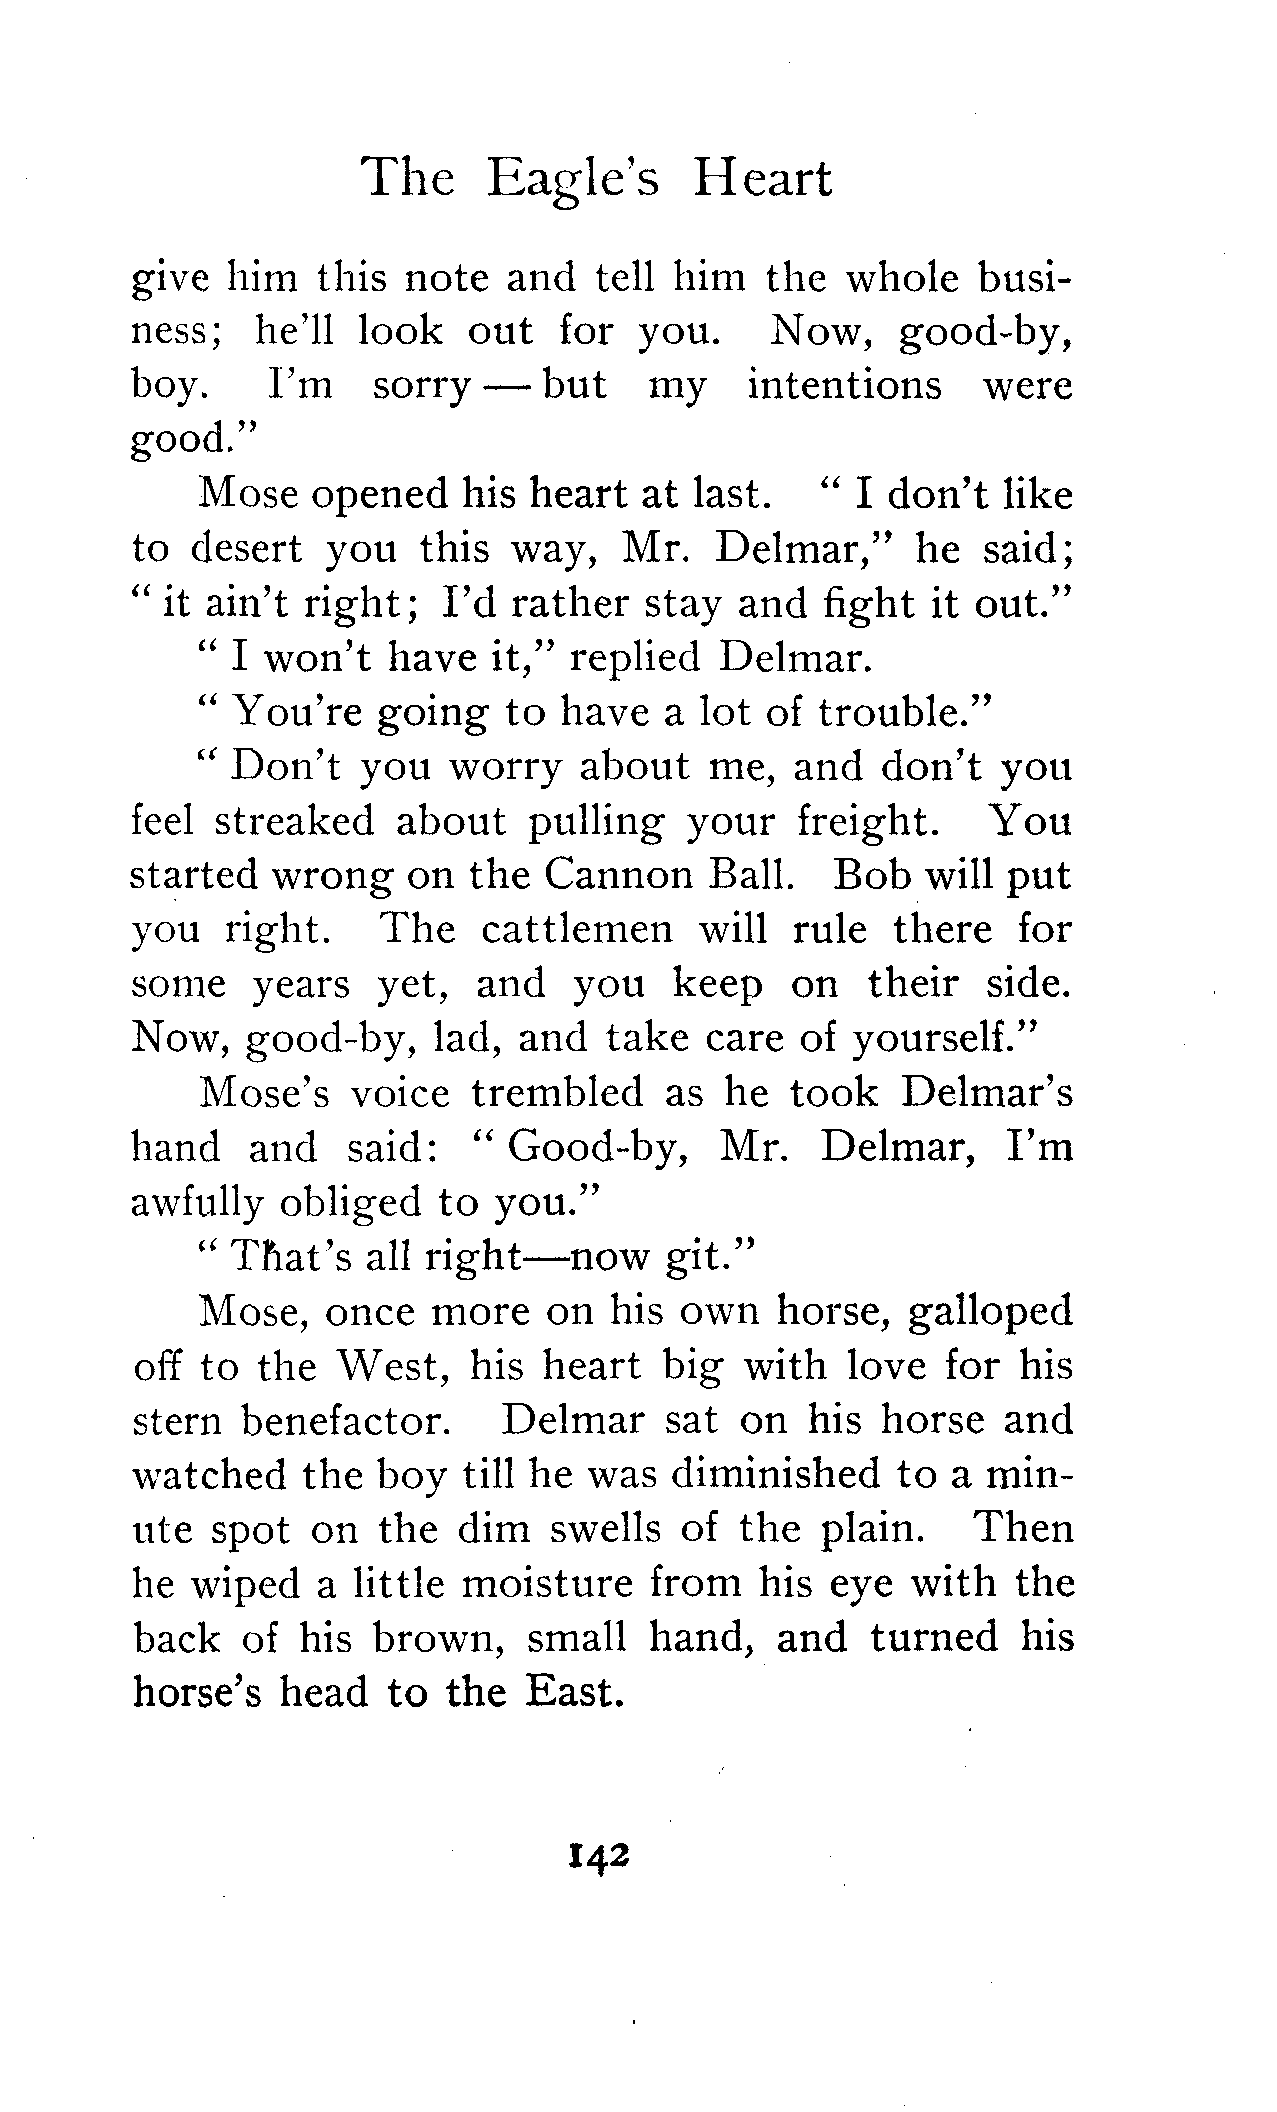 The Eagle's Heart
give him this note and tell him the whole busi-
ness; he'll look out for you. Now, good-by,
boy. I'm sorry — but my intentions were
good."
Mose opened his heart at last. " I don't like
to desert you this way, Mr. Delmar," he said;
" it ain't right; I'd rather stay and fight it out."
" I won't have it," replied Delmar.
" You're going to have a lot of trouble."
" Don't you worry about me, and don't you
feel streaked about pulling your freight. You
started wrong on the Cannon Ball. Bob will put
you right. The cattlemen will rule there for
some years yet, and you keep on their side.
Now, good-by, lad, and take care of yourself."
Mose's voice trembled as he took Delmar's
hand and said: " Good-by, Mr. Delmar, I'm
awfully obliged to you."
" That's all right—now git."
Mose, once more on his own horse, galloped
off to the West, his heart big with love for his
stern benefactor. Delmar sat on his horse and
watched the boy till he was diminished to a min-
ute spot on the dim swells of the plain. Then
he wiped a little moisture from his eye with the
back of his brown, small hand, and turned his
horse's head to the East.
142